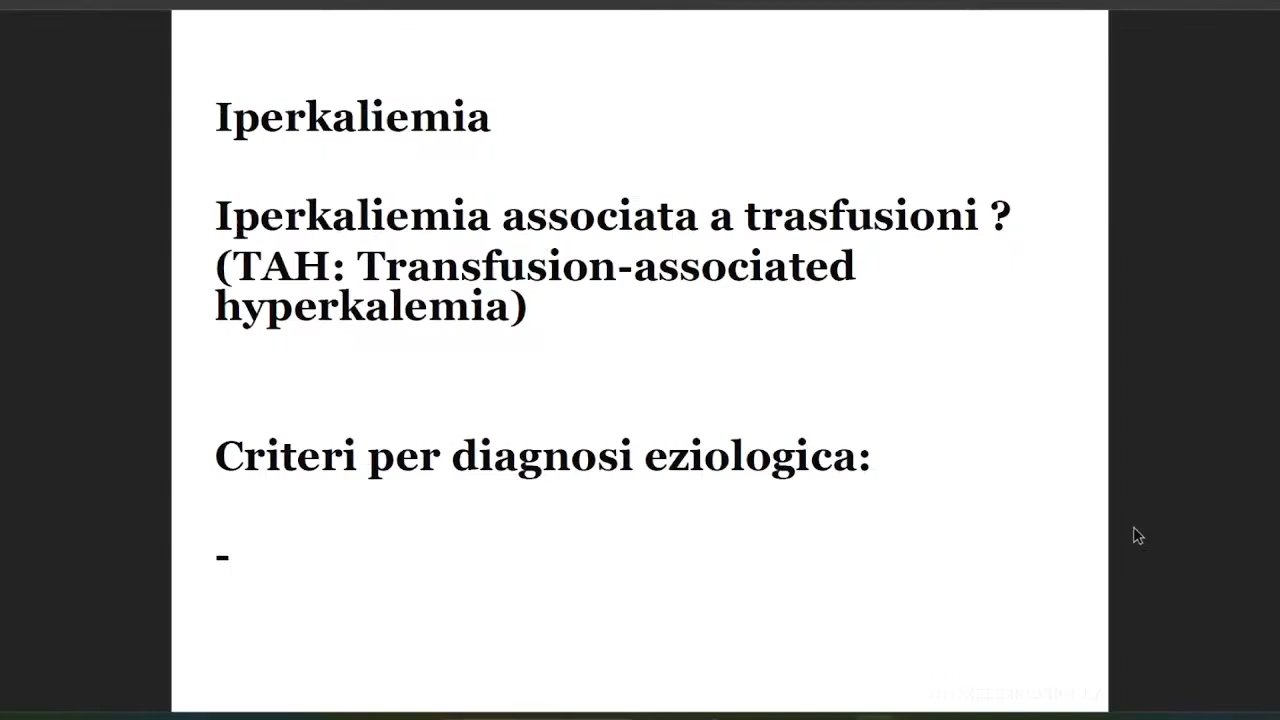 Iperkaliemia
Iperkaliemia associata a trasfusioni ?
(TAH: Transfusion-associated
hyperkalemia)
Criteri per diagnosi eziologica:
-